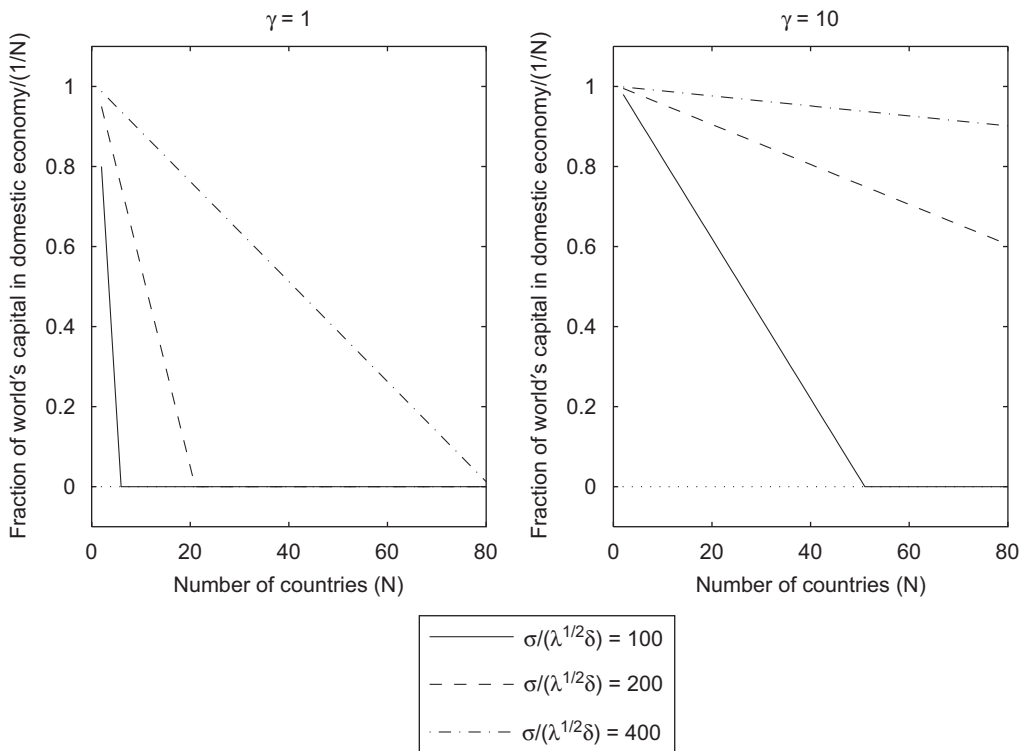 γ = 1
Fraction of world's capital in domestic economy/(1/N)
1
0.8
0.6
0.4
0.2
0
0 20 40 60 80
Number of countries (N)
γ = 10
Fraction of world's capital in domestic economy/(1/N)
1
0.8
0.6
0.4
0.2
0
0 20 40 60 80
Number of countries (N)
σ/(λ^1/2 δ) = 100
σ/(λ^1/2 δ) = 200
σ/(λ^1/2 δ) = 400